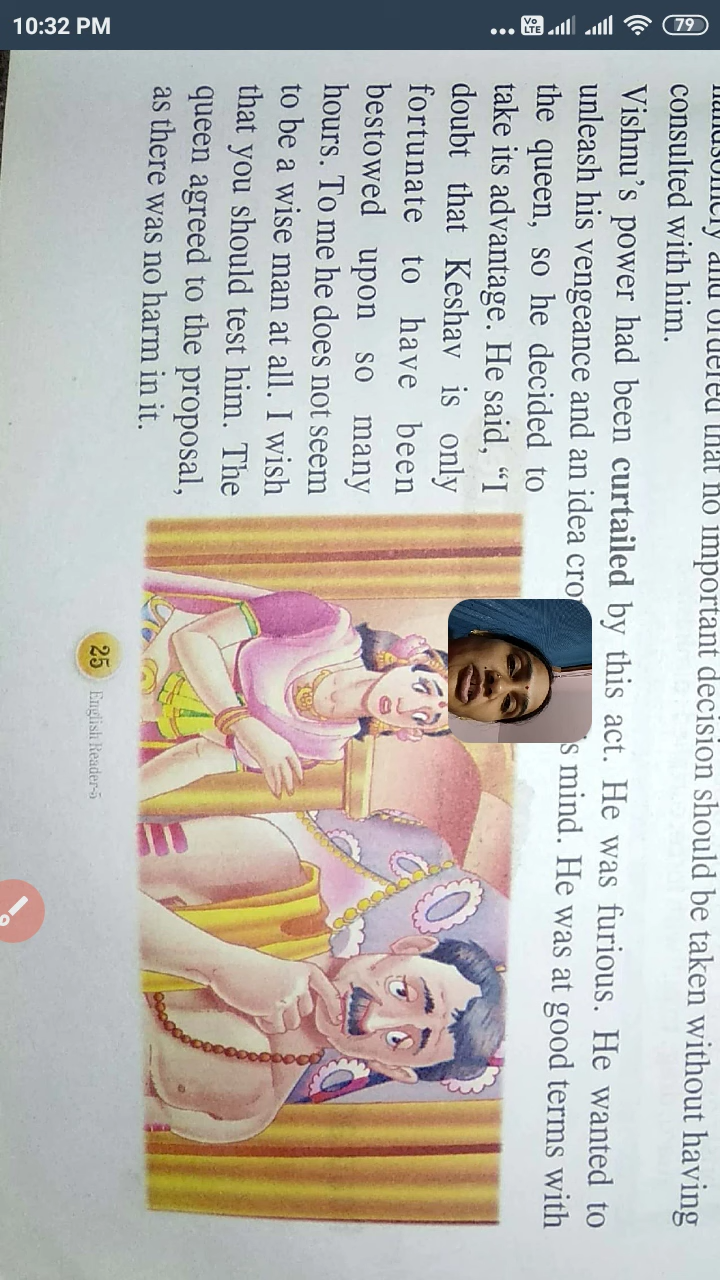 10:32 PM
Vo
LTE
79
and ordered that no important decision should be taken without having
consulted with him.
Vishnu's power had been curtailed by this act. He was furious. He wanted to
unleash his vengeance and an idea mind. He was at good terms with
the queen, so he decided to
take its advantage. He said, "I
doubt that Keshav is only
fortunate to have been
bestowed upon so many
hours. To me he does not seem
to be a wise man at all. I wish
that you should test him. The
queen agreed to the proposal,
as there was no harm in it.
25 English Reader-5